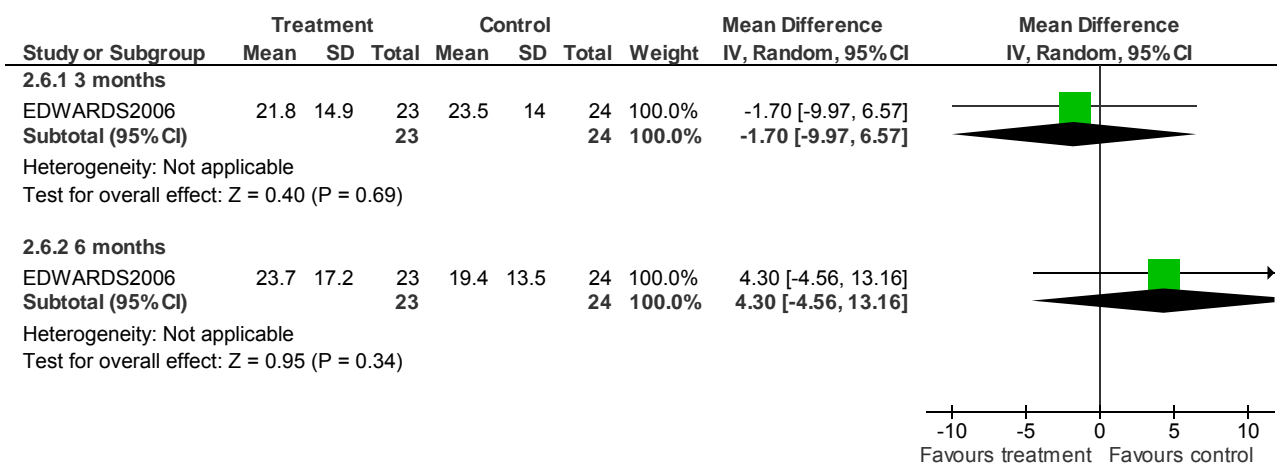 Treatment Control Mean Difference Mean Difference
Study or Subgroup Mean SD Total Mean SD Total Weight IV, Random, 95% CI IV, Random, 95% CI
2.6.1 3 months
EDWARDS2006 21.8 14.9 23 23.5 14 24 100.0% -1.70 [-9.97, 6.57]
Subtotal (95% CI) 23 24 100.0% -1.70 [-9.97, 6.57]
Heterogeneity: Not applicable
Test for overall effect: Z = 0.40 (P = 0.69)
2.6.2 6 months
EDWARDS2006 23.7 17.2 23 19.4 13.5 24 100.0% 4.30 [-4.56, 13.16]
Subtotal (95% CI) 23 24 100.0% 4.30 [-4.56, 13.16]
Heterogeneity: Not applicable
Test for overall effect: Z = 0.95 (P = 0.34)
-10 -5 0 5 10
Favours treatment Favours control